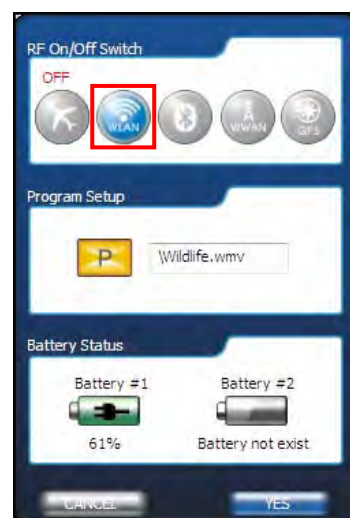 RF On/Off Switch
OFF
WLAN WWAN GPS
Program Setup
P \Wildlife.wmv
Battery Status
Battery #1 Battery #2
61% Battery not exist
CANCEL YES